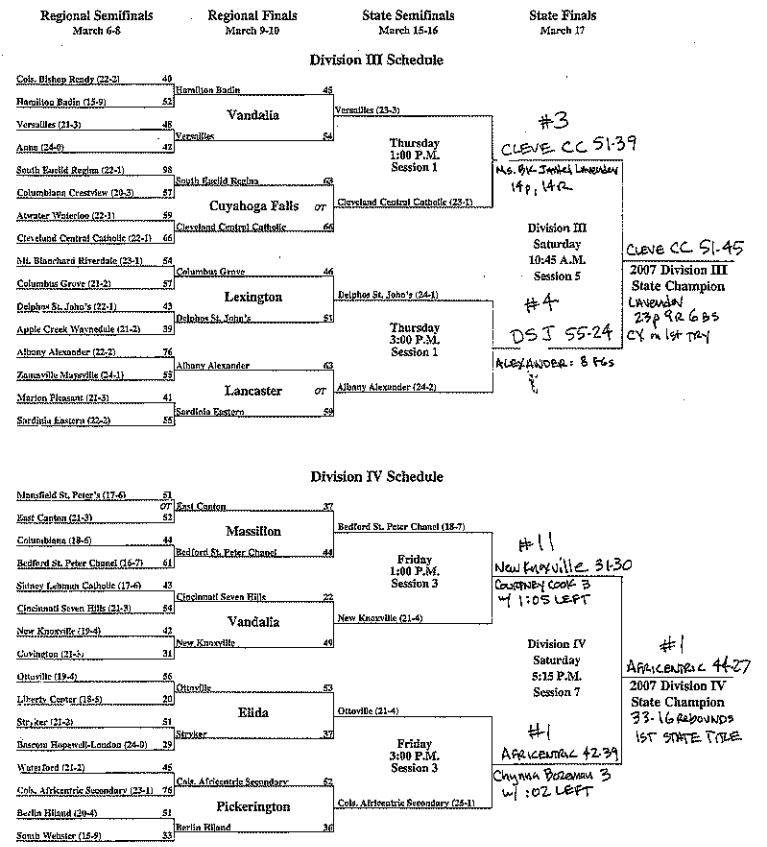 Regional Semifinals Regional Finals State Semifinals State Finals
March 6-8 March 9-10 March 15-16 March 17
Division III Schedule
Cols. Bishop Ready (22-2) 40
Hamilton Badin 45
Hamilton Badin (15-9) 52
Vandalia
Versailles (23-3)
Versailles (21-3) 48
Versailles 54
Anna (24-0) 42
Thursday
1:00 P.M.
Session 1
#3
CLEVE CC 51-39
Ms. BK Jantel Lavender
14p, 14R
South Euclid Regina (22-1) 98
South Euclid Regina 63
Columbiana Crestview (20-3) 57
Cuyahoga Falls OT
Cleveland Central Catholic (23-1)
Atwater Waterloo (22-1) 59
Cleveland Central Catholic 66
Cleveland Central Catholic (22-1) 66
Division III
Saturday
10:45 A.M.
Session 5
CLEVE CC 51-45
2007 Division III
State Champion
LAVENDER
23p 9R 6 BS
CX in 1st TRY
Mt. Blanchard Riverdale (23-1) 54
Columbus Grove 46
Columbus Grove (21-2) 57
Lexington
Delphos St. John's (24-1)
Delphos St. John's (22-1) 43
Delphos St. John's 51
Apple Creek Waynedale (21-2) 39
Thursday
3:00 P.M.
Session 1
#4
DSJ 55-24
ALEXANDER: 8 FGs
Albany Alexander (22-2) 76
Albany Alexander 63
Zanesville Maysville (24-1) 58
Lancaster OT
Albany Alexander (24-2)
Marion Pleasant (21-3) 41
Sardinia Eastern 59
Sardinia Eastern (22-2) 55
Division IV Schedule
Mansfield St. Peter's (17-6) 51
OT East Canton 37
East Canton (21-3) 52
Massillon
Bedford St. Peter Chanel (18-7)
Columbiana (18-6) 44
Bedford St. Peter Chanel 44
Bedford St. Peter Chanel (16-7) 61
Friday
1:00 P.M.
Session 3
#11
New Knoxville 31-30
COURTNEY COOK 3
w/ 1:05 LEFT
Sidney Lehman Catholic (17-6) 43
Cincinnati Seven Hills 22
Cincinnati Seven Hills (21-3) 54
Vandalia
New Knoxville (21-4)
New Knoxville (19-4) 42
New Knoxville 49
Covington 31
Division IV
Saturday
5:15 P.M.
Session 7
#1
AFRICENTRIC 44-27
2007 Division IV
State Champion
33-16 REBOUNDS
1ST STATE TITLE
Ottoville (19-4) 56
Ottoville 53
Liberty Center (18-5) 20
Elida
Ottoville (21-4)
Stryker (21-2) 51
Stryker 37
Bascom Hopewell-Loudon (24-0) 29
Friday
3:00 P.M.
Session 3
#1
AFRICENTRIC 42-39
Chynna Bozeman 3
w/ :02 LEFT
Waterford (21-2) 45
Cols. Africentric Secondary 52
Cols. Africentric Secondary (23-1) 76
Pickerington
Cols. Africentric Secondary (25-1)
Berlin Hiland (20-4) 51
Berlin Hiland 36
South Webster (15-9) 33